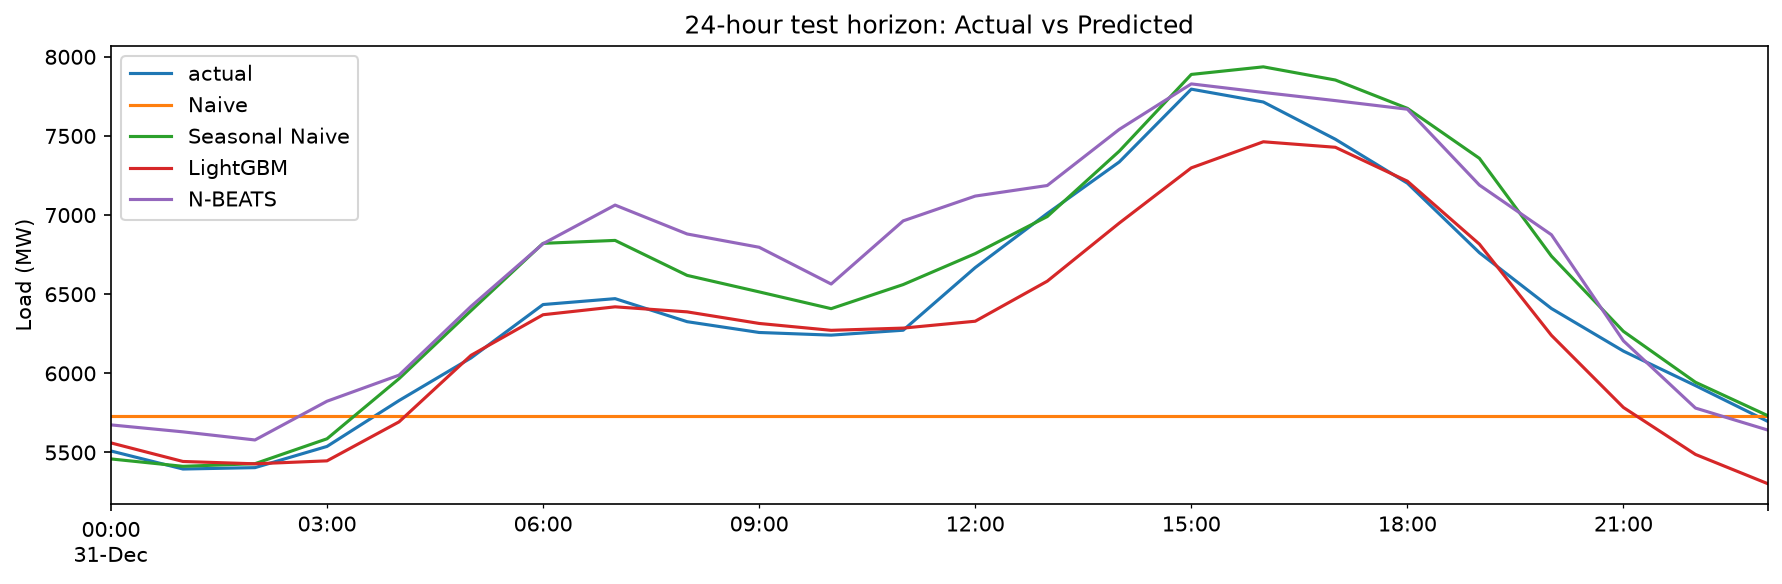 24-hour test horizon: Actual vs Predicted
actual
Naive
Seasonal Naive
LightGBM
N-BEATS
Load (MW)
8000
7500
7000
6500
6000
5500
00:00
31-Dec
03:00
06:00
09:00
12:00
15:00
18:00
21:00